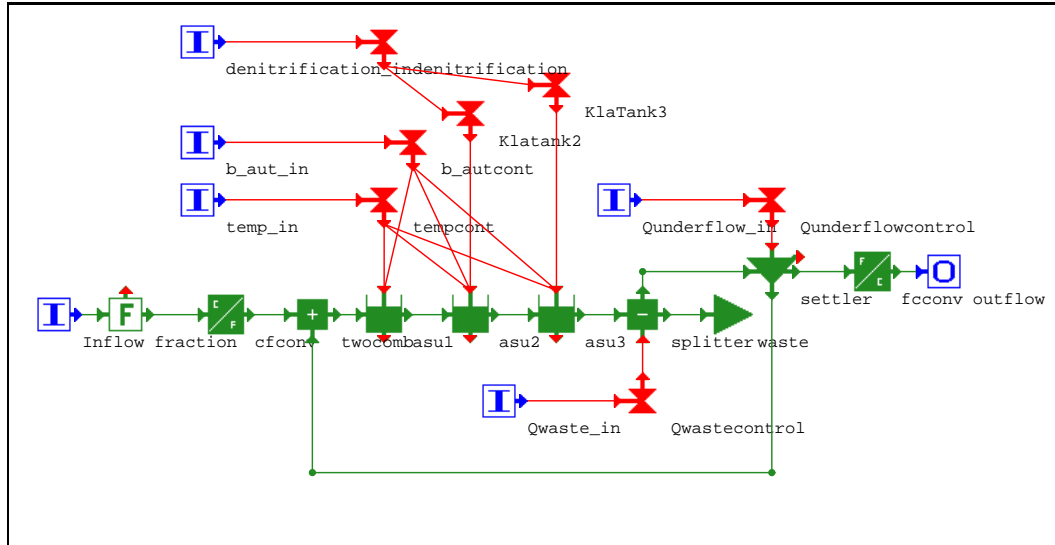 denitrification_indenitrification
KlaTank3
Klatank2
b_aut_in b_autcont
temp_in tempcont Qunderflow_in Qunderflowcontrol
I I I I I I
F C F F C O
+ −
settler fcconv outflow
Inflow fraction cfconv twocombasu1 asu2 asu3 splitter waste
Qwaste_in Qwastecontrol